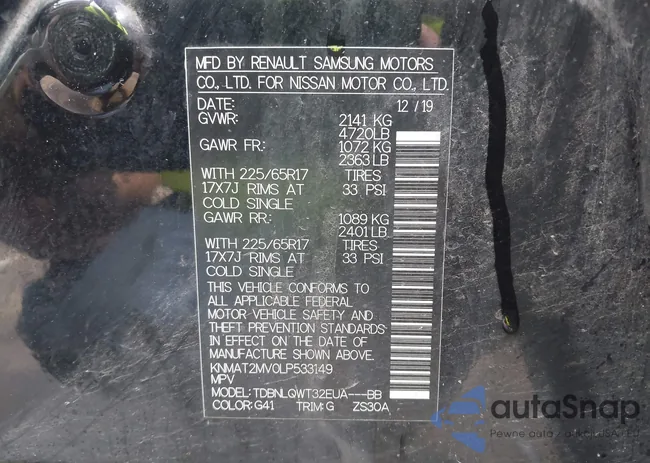 MFD BY RENAULT SAMSUNG MOTORS
CO., LTD. FOR NISSAN MOTOR CO., LTD.
DATE: 12 / 19
GVWR: 2141 KG
4720LB
GAWR FR: 1072 KG
2363 LB
WITH 225/65R17 TIRES
17X7J RIMS AT 33 PSI
COLD SINGLE
GAWR RR: 1089 KG
2401 LB
WITH 225/65R17 TIRES
17X7J RIMS AT 33 PSI
COLD SINGLE
THIS VEHICLE CONFORMS TO
ALL APPLICABLE FEDERAL
MOTOR VEHICLE SAFETY AND
THEFT PREVENTION STANDARDS
IN EFFECT ON THE DATE OF
MANUFACTURE SHOWN ABOVE.
KNMAT2MV0LP533149
MPV
MODEL: TDBNLQWT32EUA---BB
COLOR: G41 TRIM: G ZS30A
autaSnap
Pewne auta z